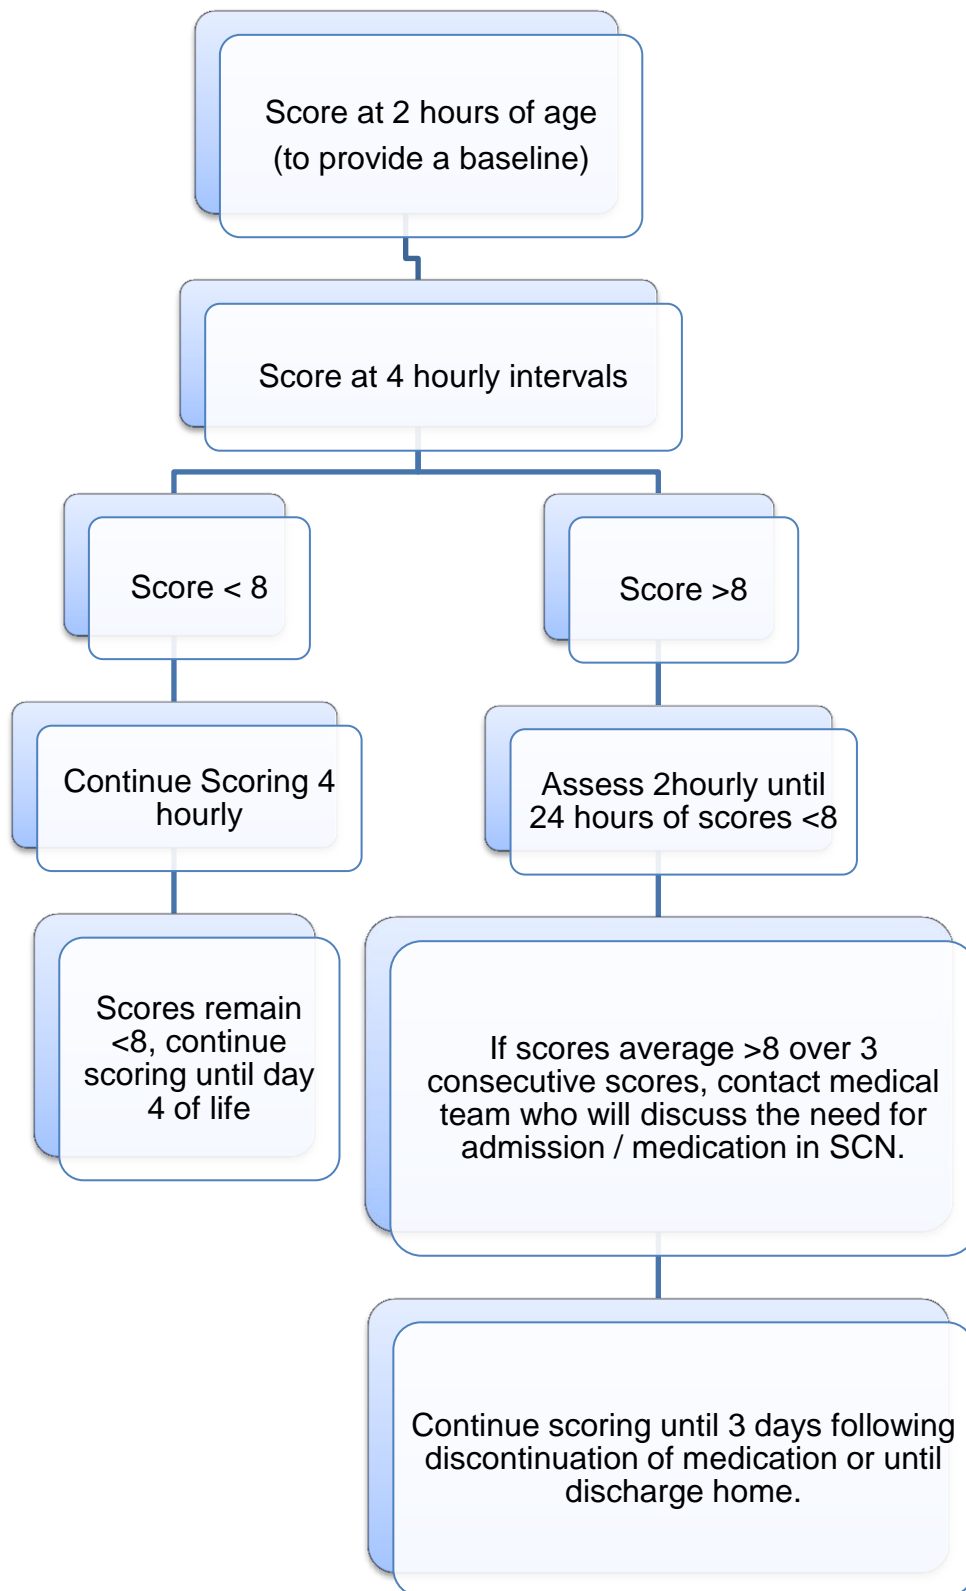 Score at 2 hours of age
(to provide a baseline)
Score at 4 hourly intervals
Score < 8
Score >8
Continue Scoring 4
hourly
Assess 2hourly until
24 hours of scores <8
Scores remain
<8, continue
scoring until day
4 of life
If scores average >8 over 3
consecutive scores, contact medical
team who will discuss the need for
admission / medication in SCN.
Continue scoring until 3 days following
discontinuation of medication or until
discharge home.